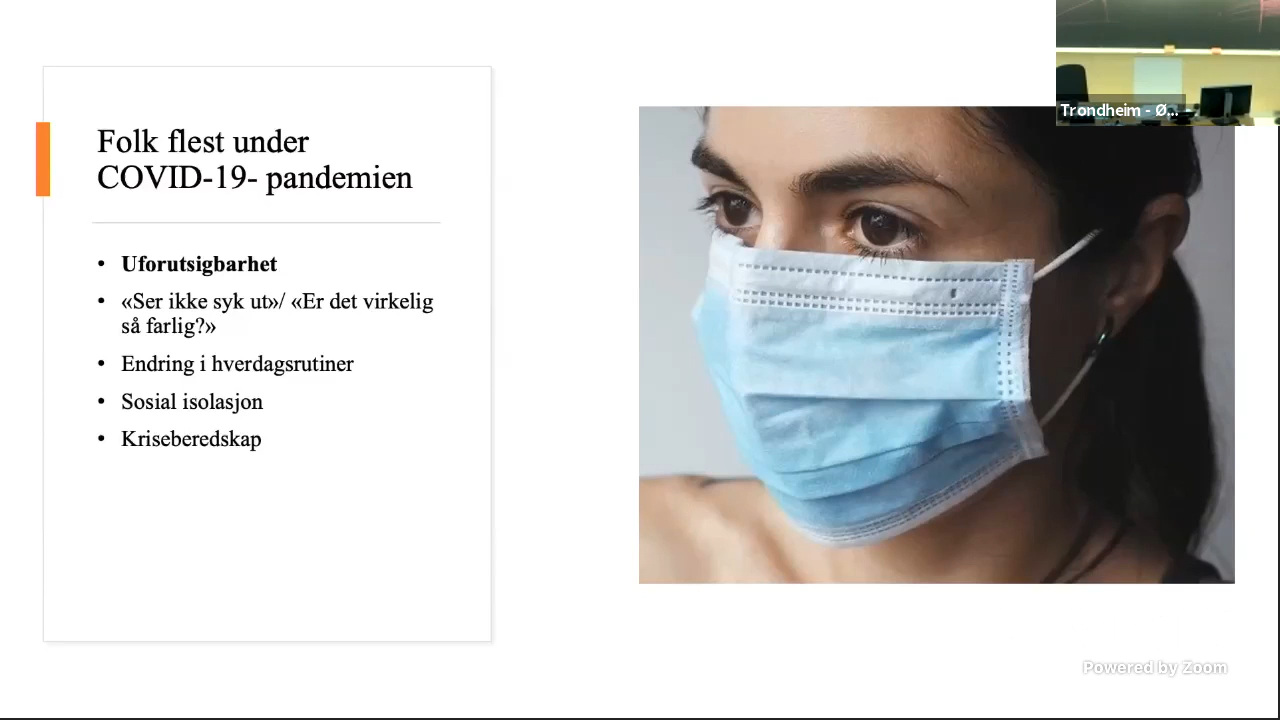 Folk flest under
COVID-19- pandemien
• Uforutsigbarhet
• «Ser ikke syk ut»/ «Er det virkelig
så farlig?»
• Endring i hverdagsrutiner
• Sosial isolasjon
• Kriseberedskap
Trondheim - Ø...
Powered by Zoom